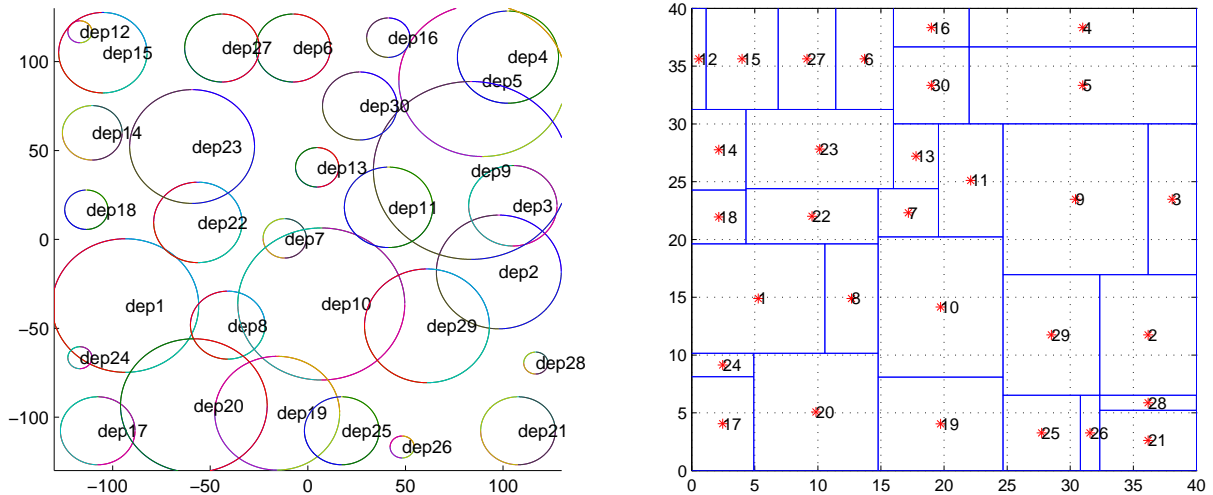 dep12
dep15
dep27
dep6
dep16
dep4
dep5
dep30
dep14
dep23
dep13
dep9
dep18
dep22
dep11
dep3
dep7
dep2
dep1
dep10
dep8
dep29
dep24
dep28
dep20
dep19
dep17
dep25
dep26
dep21
100
50
0
−50
−100
−100 −50 0 50 100
40
35
30
25
20
15
10
5
0
0 5 10 15 20 25 30 35 40
16 4
12 15 27 6
30 5
14 23 13
11
18 22 7
9 3
1 8 10
29 2
24
28
17 20 19
25 26 21